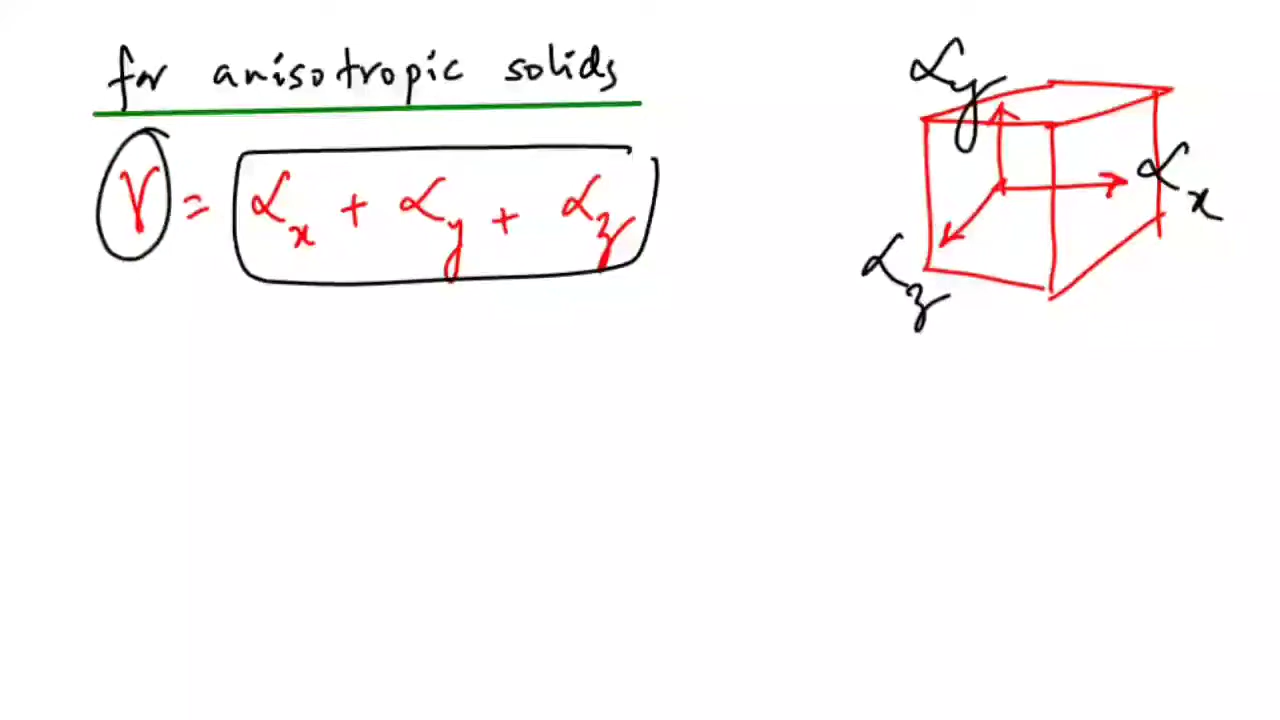 for anisotropic solids
γ = αx + αy + αz
αy
αx
αz